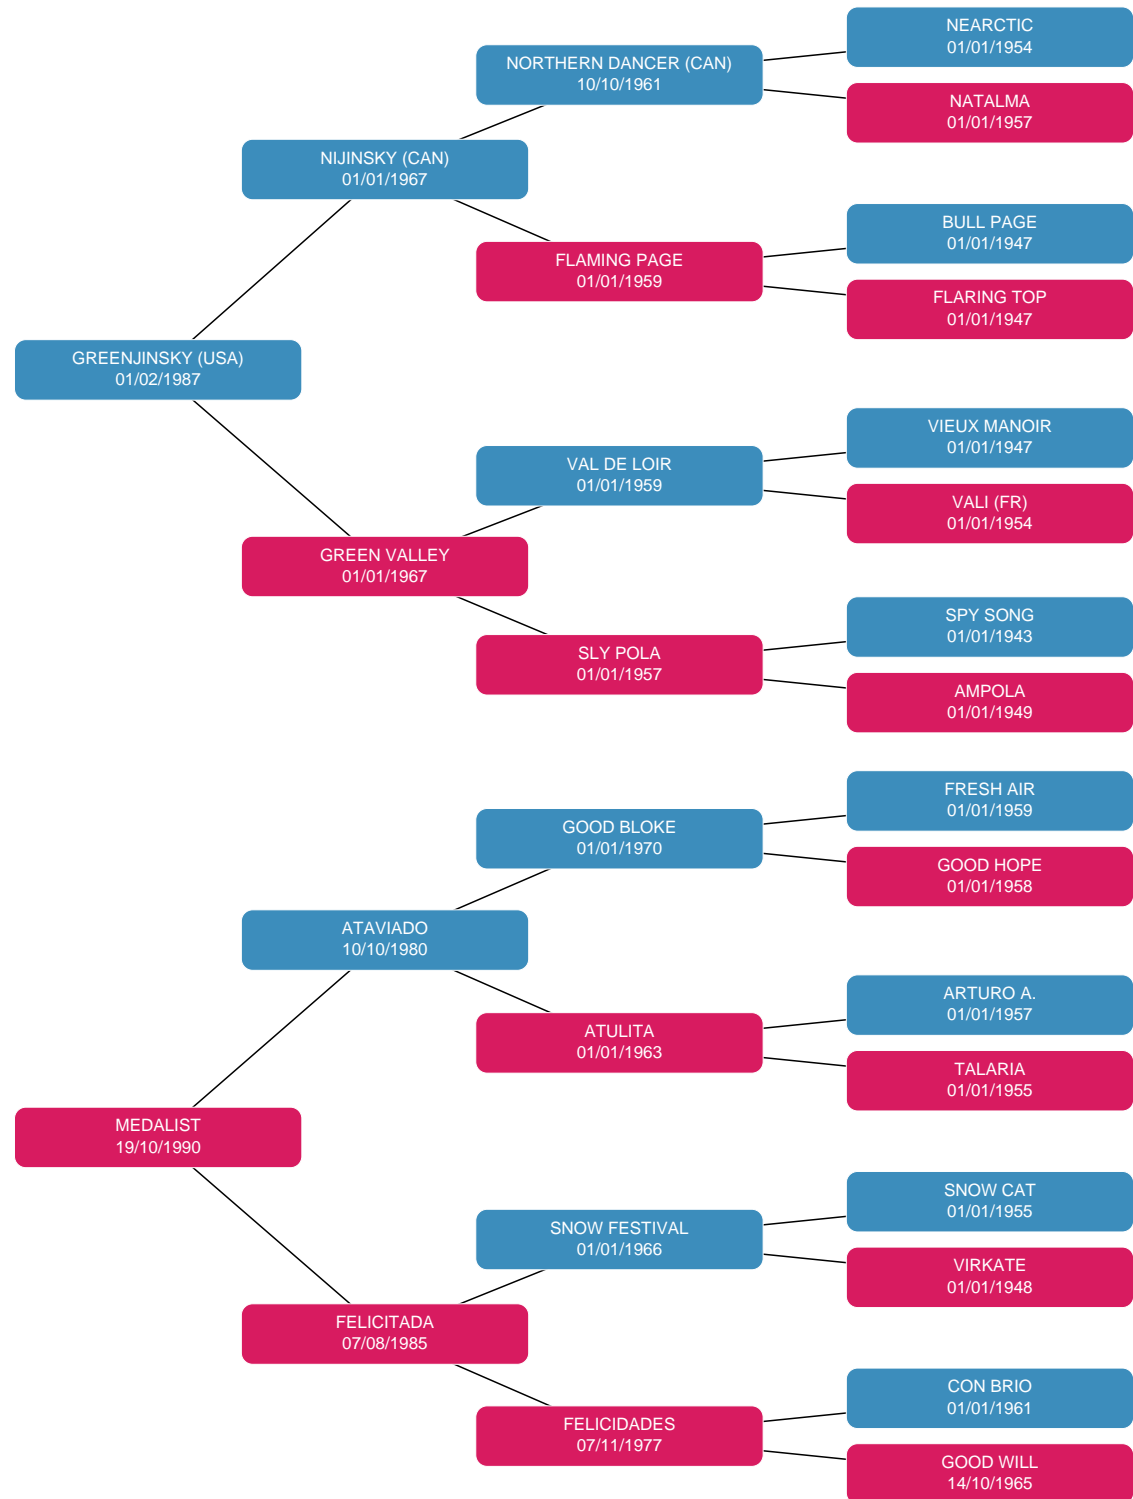 NEARCTIC
01/01/1954
NORTHERN DANCER (CAN)
10/10/1961
NATALMA
01/01/1957
NIJINSKY (CAN)
01/01/1967
BULL PAGE
01/01/1947
FLAMING PAGE
01/01/1959
FLARING TOP
01/01/1947
GREENJINSKY (USA)
01/02/1987
VIEUX MANOIR
01/01/1947
VAL DE LOIR
01/01/1959
VALI (FR)
01/01/1954
GREEN VALLEY
01/01/1967
SPY SONG
01/01/1943
SLY POLA
01/01/1957
AMPOLA
01/01/1949
FRESH AIR
01/01/1959
GOOD BLOKE
01/01/1970
GOOD HOPE
01/01/1958
ATAVIADO
10/10/1980
ARTURO A.
01/01/1957
ATULITA
01/01/1963
TALARIA
01/01/1955
MEDALIST
19/10/1990
SNOW CAT
01/01/1955
SNOW FESTIVAL
01/01/1966
VIRKATE
01/01/1948
FELICITADA
07/08/1985
CON BRIO
01/01/1961
FELICIDADES
07/11/1977
GOOD WILL
14/10/1965